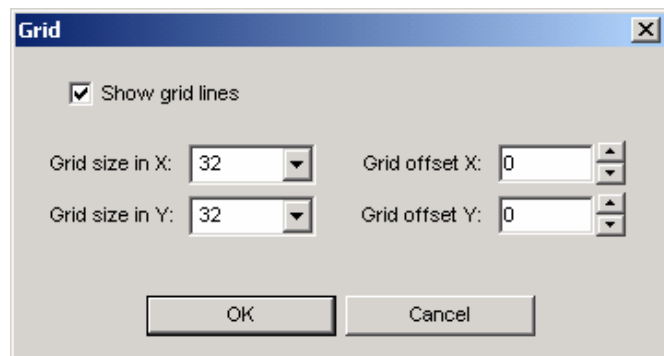 Grid
Show grid lines
Grid size in X: 32 Grid offset X: 0
Grid size in Y: 32 Grid offset Y: 0
OK Cancel